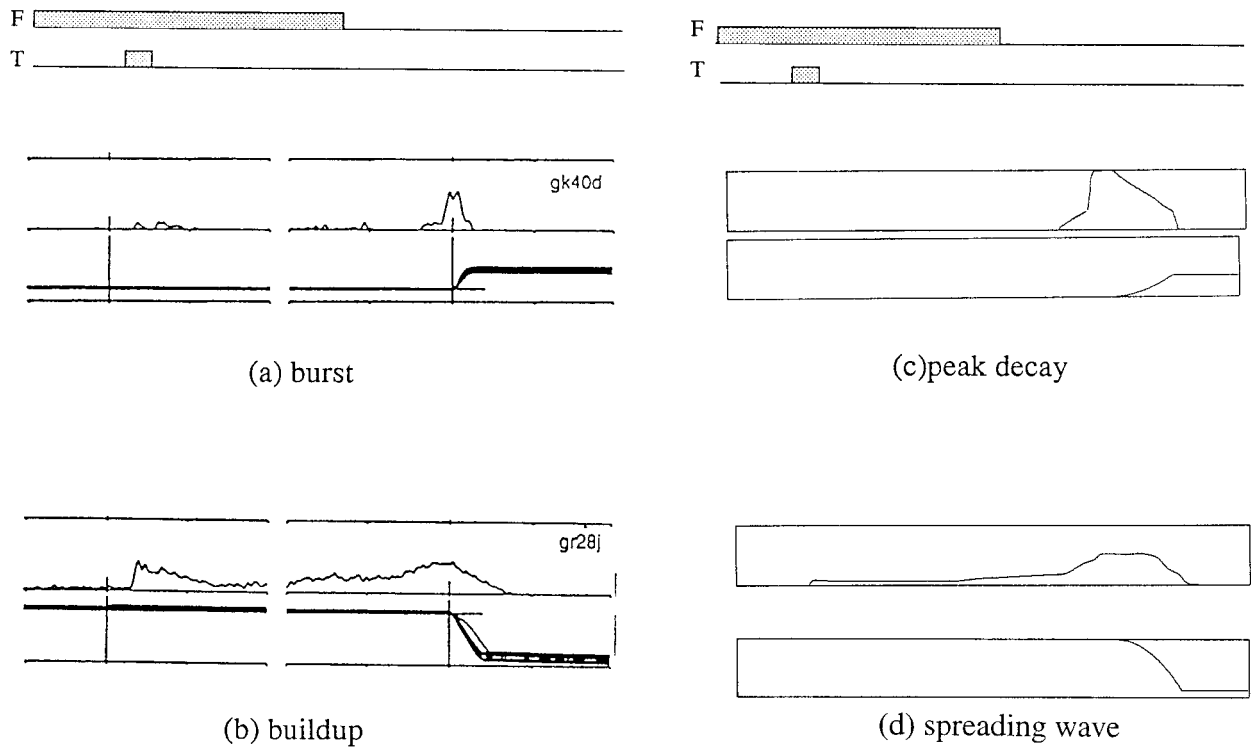 F
T
gk40d
(a) burst
gr28j
(b) buildup
F
T
(c)peak decay
(d) spreading wave